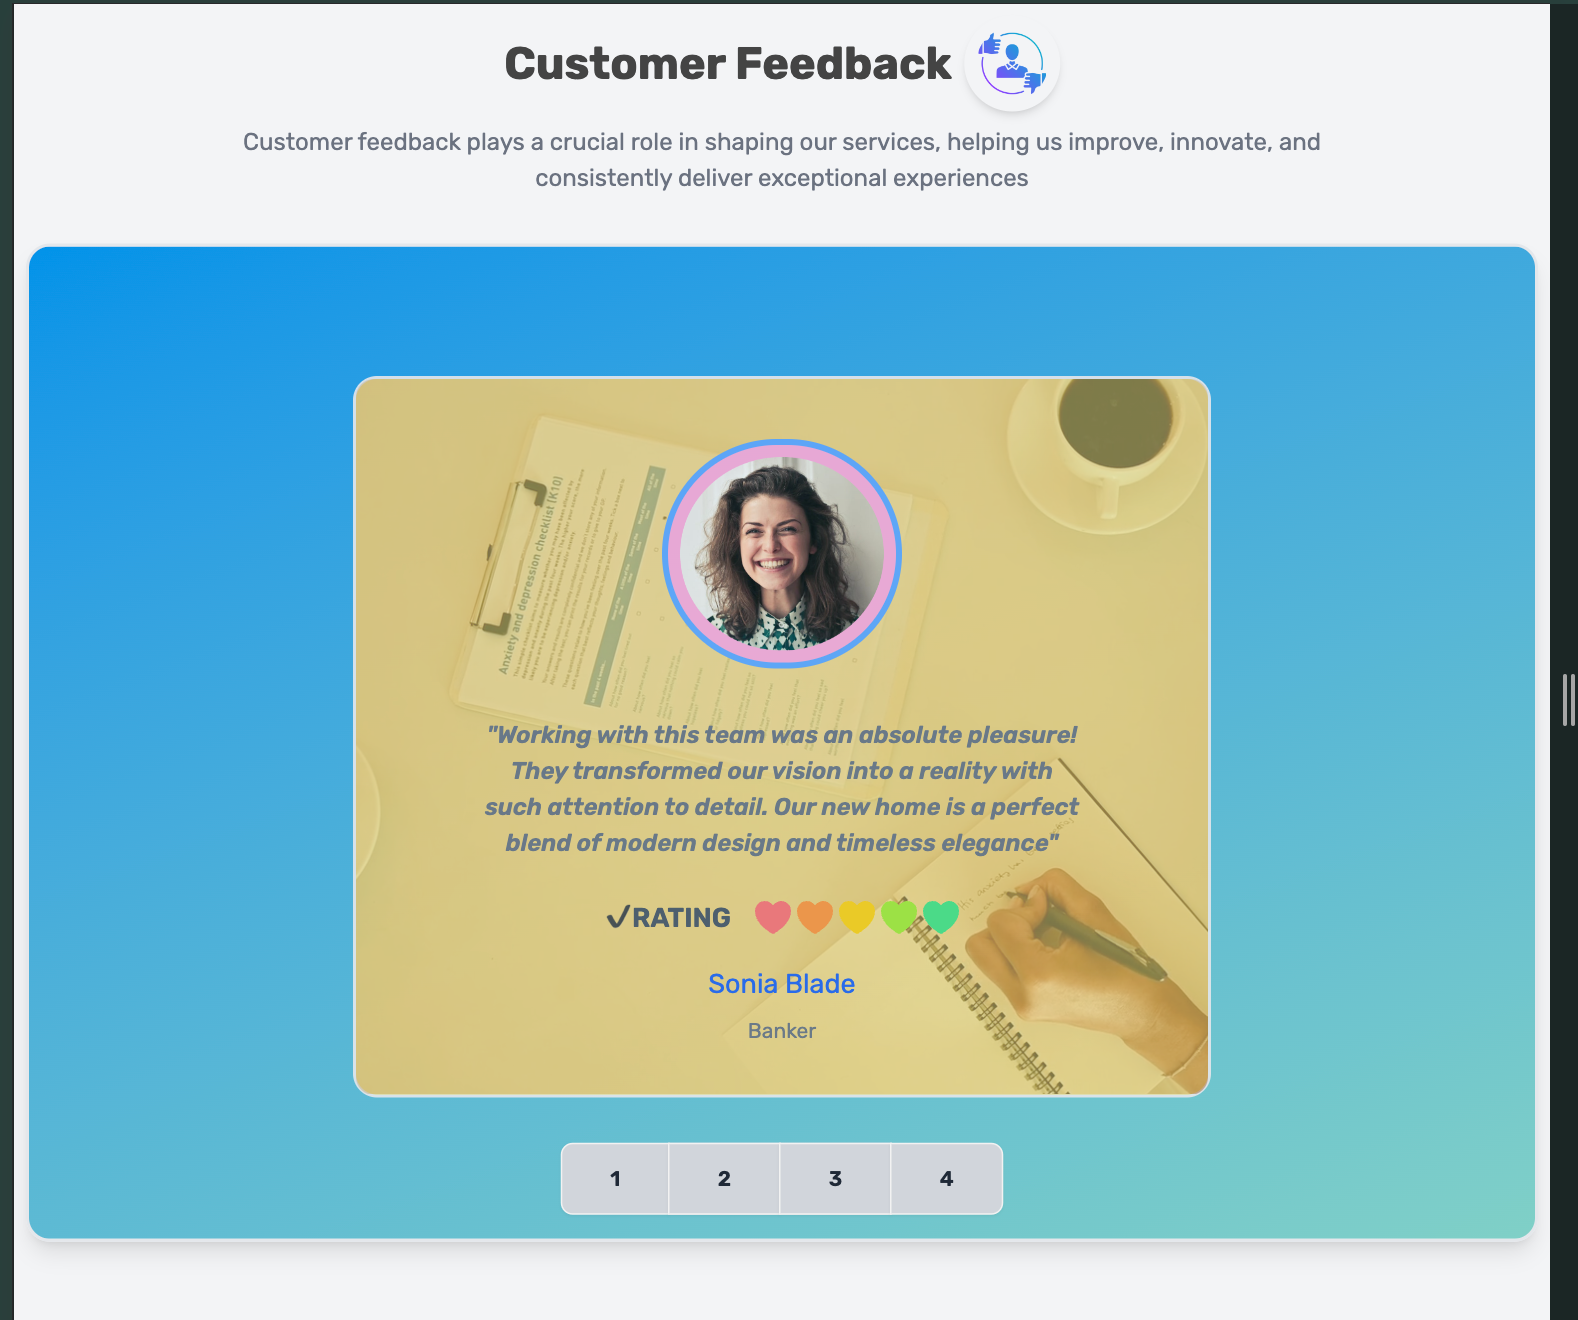 Customer Feedback
Customer feedback plays a crucial role in shaping our services, helping us improve, innovate, and
consistently deliver exceptional experiences
Anxiety and depression checklist (K10)
"Working with this team was an absolute pleasure!
They transformed our vision into a reality with
such attention to detail. Our new home is a perfect
blend of modern design and timeless elegance"
✓RATING
Sonia Blade
Banker
1 2 3 4